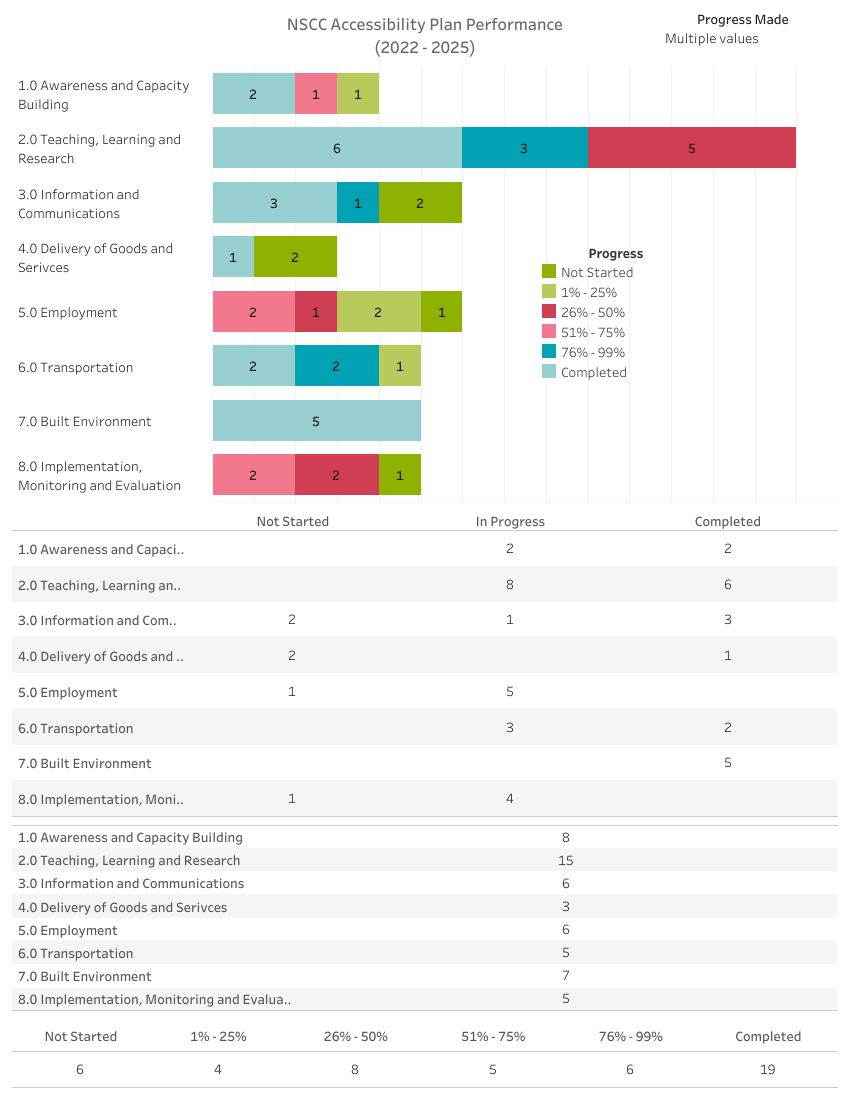 NSCC Accessibility Plan Performance
(2022 - 2025)
Progress Made
Multiple values
1.0 Awareness and Capacity
Building
2 1 1
2.0 Teaching, Learning and
Research
6 3 5
3.0 Information and
Communications
3 1 2
4.0 Delivery of Goods and
Serivces
1 2
5.0 Employment
2 1 2 1
6.0 Transportation
2 2 1
7.0 Built Environment
5
8.0 Implementation,
Monitoring and Evaluation
2 2 1
Progress
Not Started
1% - 25%
26% - 50%
51% - 75%
76% - 99%
Completed
Not Started In Progress Completed
1.0 Awareness and Capaci.. 2 2
2.0 Teaching, Learning an.. 8 6
3.0 Information and Com.. 2 1 3
4.0 Delivery of Goods and .. 2 1
5.0 Employment 1 5
6.0 Transportation 3 2
7.0 Built Environment 5
8.0 Implementation, Moni.. 1 4
1.0 Awareness and Capacity Building 8
2.0 Teaching, Learning and Research 15
3.0 Information and Communications 6
4.0 Delivery of Goods and Serivces 3
5.0 Employment 6
6.0 Transportation 5
7.0 Built Environment 7
8.0 Implementation, Monitoring and Evalua.. 5
Not Started 1% - 25% 26% - 50% 51% - 75% 76% - 99% Completed
6 4 8 5 6 19